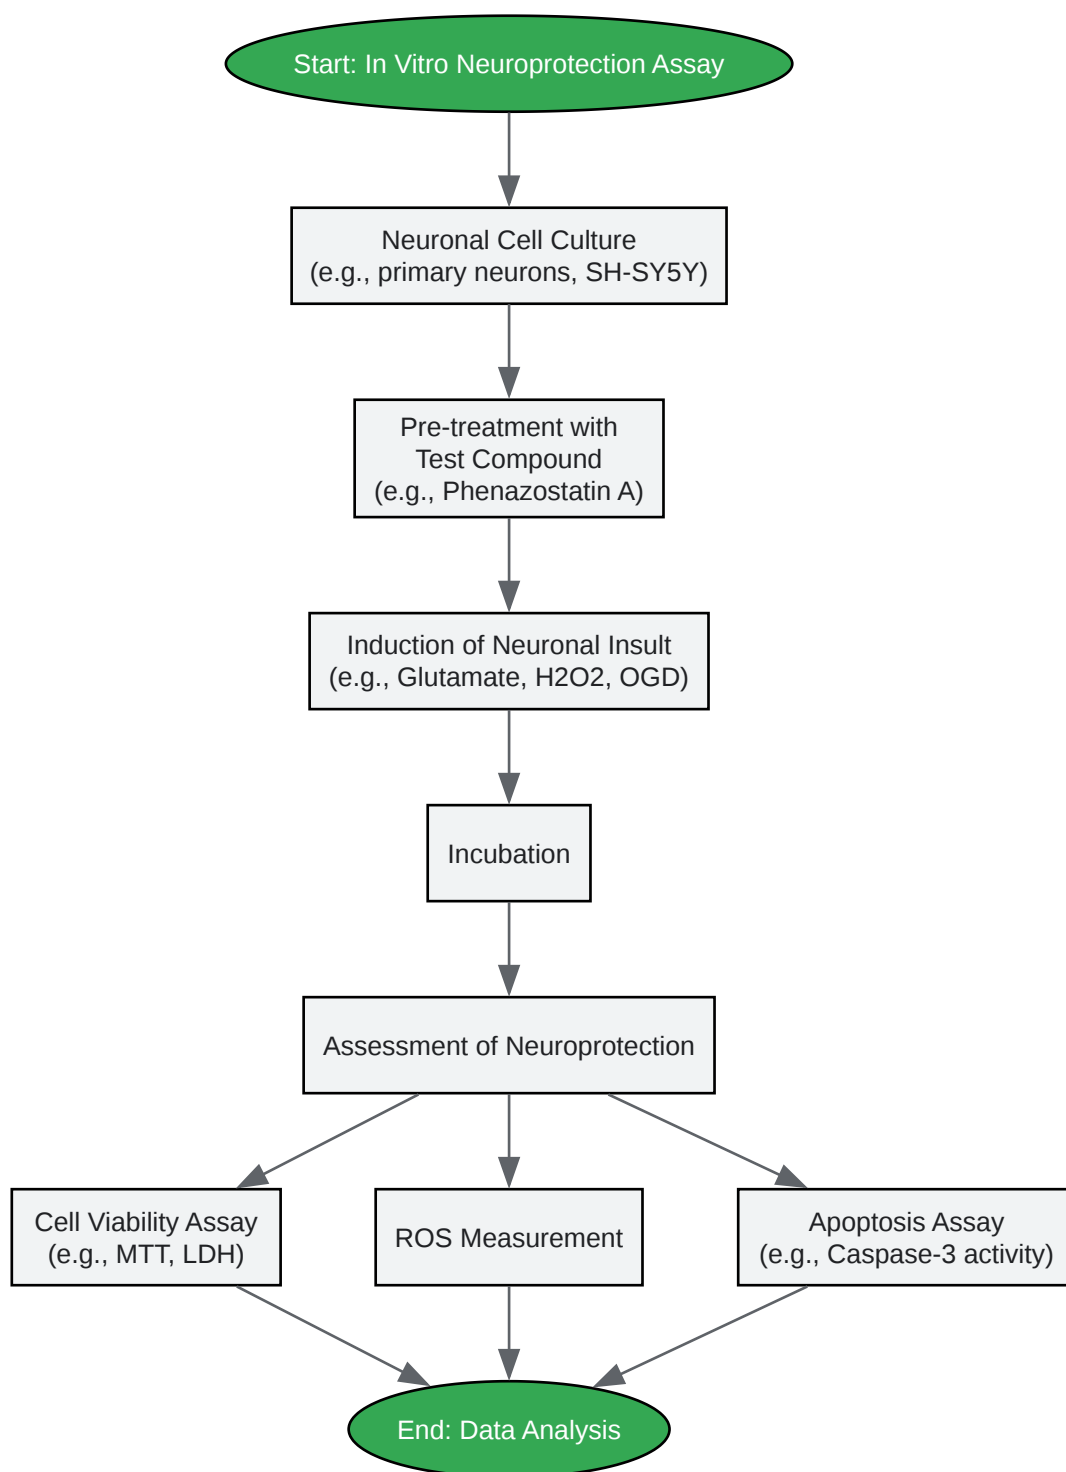 Start: In Vitro Neuroprotection Assay
Neuronal Cell Culture
(e.g., primary neurons, SH-SY5Y)
Pre-treatment with
Test Compound
(e.g., Phenazostatin A)
Induction of Neuronal Insult
(e.g., Glutamate, H2O2, OGD)
Incubation
Assessment of Neuroprotection
Cell Viability Assay
(e.g., MTT, LDH)
ROS Measurement
Apoptosis Assay
(e.g., Caspase-3 activity)
End: Data Analysis